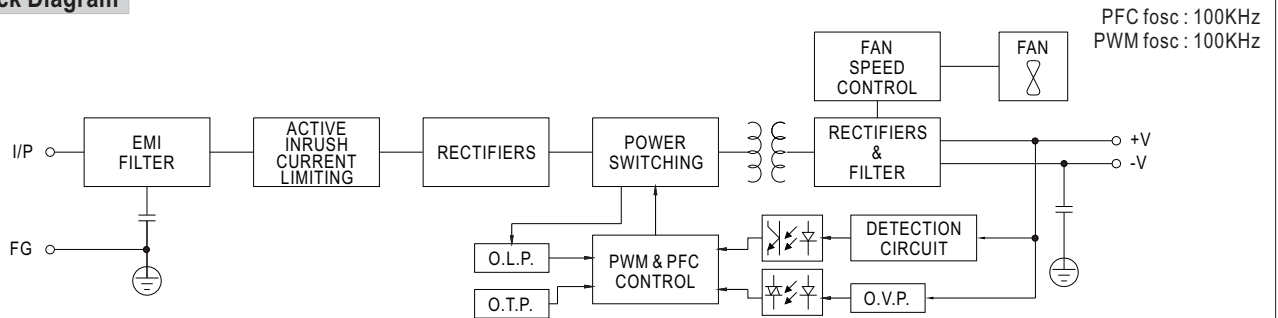 ck Diagram
PFC fosc : 100KHz
PWM fosc : 100KHz
FAN
SPEED
CONTROL
FAN
I/P
EMI
FILTER
ACTIVE
INRUSH
CURRENT
LIMITING
RECTIFIERS
POWER
SWITCHING
RECTIFIERS
&
FILTER
+V
-V
FG
O.L.P.
O.T.P.
PWM & PFC
CONTROL
DETECTION
CIRCUIT
O.V.P.